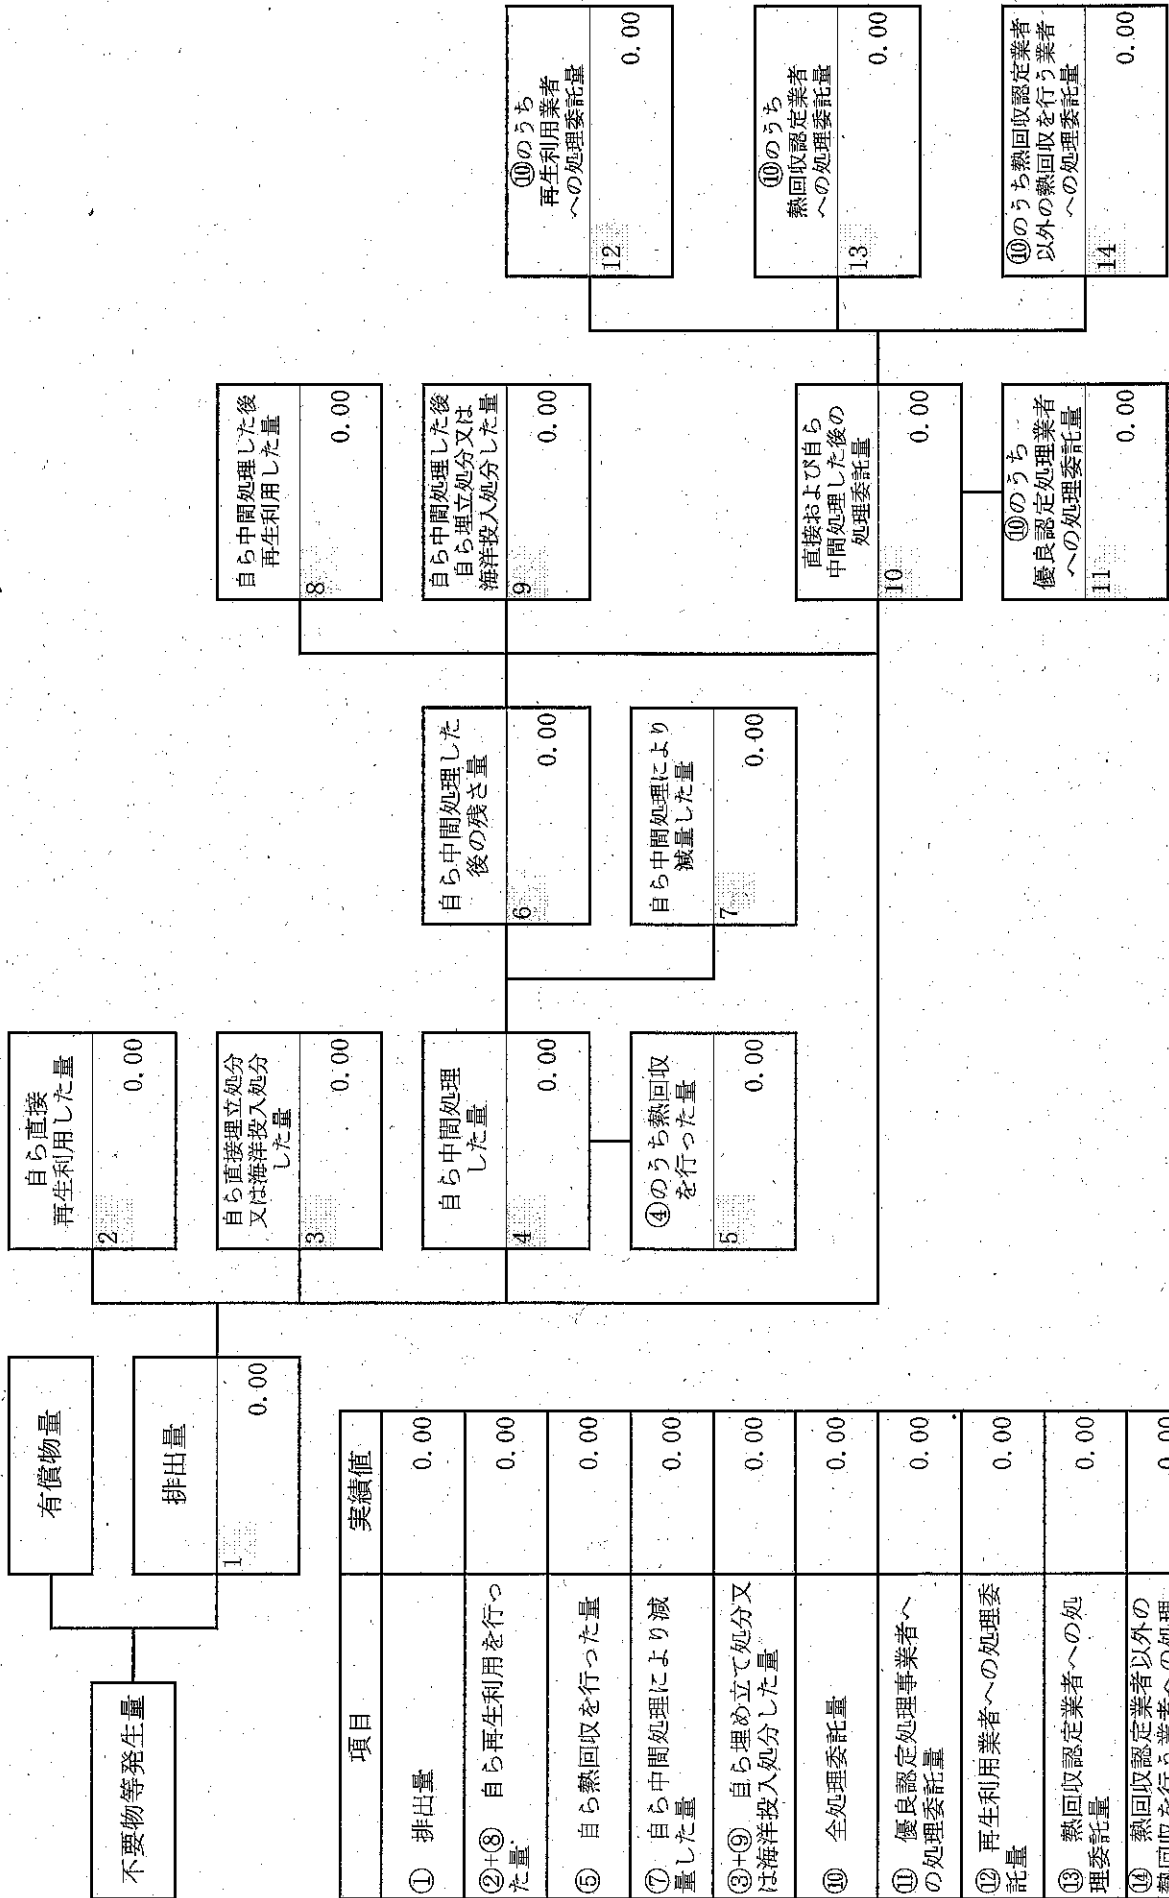 不要物等発生量
有償物量
排出量
1
0.00
自ら直接
再生利用した量
2
0.00
自ら直接埋立処分
又は海洋投入処分
した量
3
0.00
自ら中間処理
した量
4
0.00
④のうち熱回収
を行った量
5
0.00
自ら中間処理した
後の残さ量
6
0.00
自ら中間処理により
減量した量
7
0.00
自ら中間処理した後
再生利用した量
8
0.00
自ら中間処理した後
自ら埋立処分又は
海洋投入処分した量
9
0.00
直接および自ら
中間処理した後の
処理委託量
10
0.00
⑩のうち
優良認定処理業者
への処理委託量
11
0.00
⑩のうち
再生利用業者
への処理委託量
12
0.00
⑩のうち
熱回収認定業者
への処理委託量
13
0.00
⑩のうち熱回収認定業者
以外の熱回収を行う業者
への処理委託量
14
0.00
項目 実績値
① 排出量 0.00
②+⑧ 自ら再生利用を行っ
た量 0.00
⑤ 自ら熱回収を行った量 0.00
⑦ 自ら中間処理により減
量した量 0.00
③+⑨ 自ら埋め立て処分又
は海洋投入処分した量 0.00
⑩ 全処理委託量 0.00
⑪ 優良認定処理事業者へ
の処理委託量 0.00
⑫ 再生利用業者への処理委
託量 0.00
⑬ 熱回収認定業者への処
理委託量 0.00
⑭ 熱回収認定業者以外の
熱回収を行う業者への処理
0.00